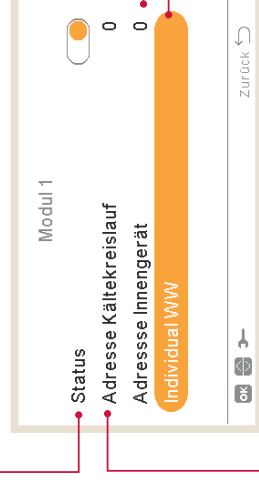 Modul 1
Status
Adresse Kältekreislauf 0
Adressse Innengerät 0
Individual WW
OK Zurück